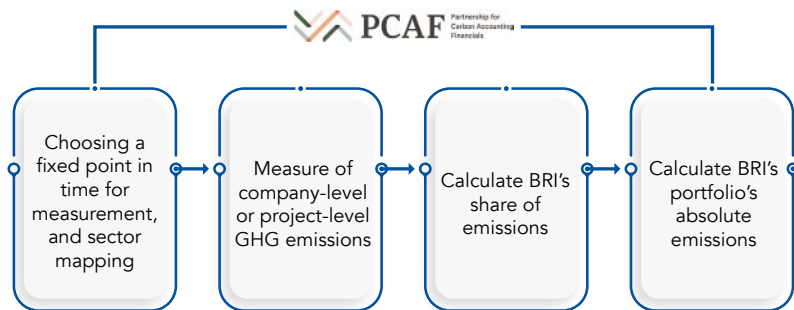 PCAF
Partnership for
Carbon Accounting
Financials
Choosing a
fixed point in
time for
measurement,
and sector
mapping
Measure of
company-level
or project-level
GHG emissions
Calculate BRI’s
share of
emissions
Calculate BRI’s
portfolio’s
absolute
emissions